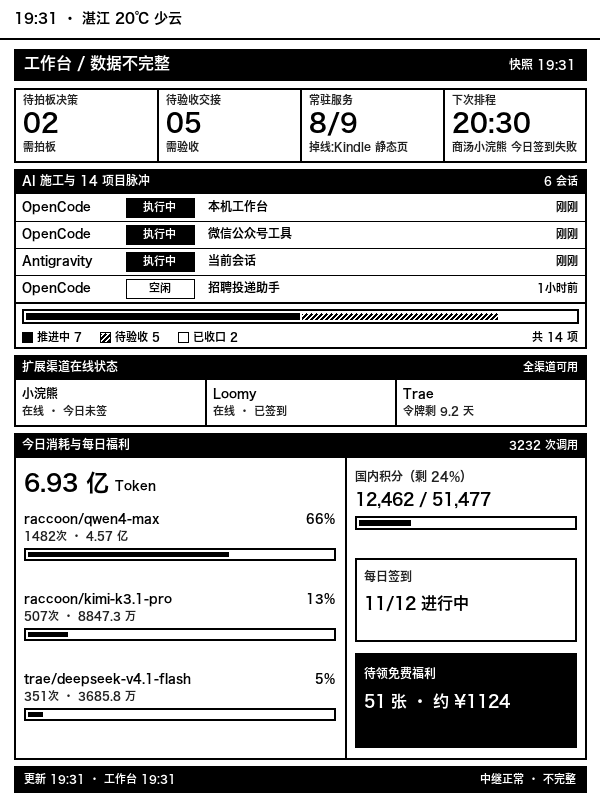 19:31 · 湛江 20℃ 少云
工作台 / 数据不完整 快照 19:31
待拍板决策 待验收交接 常驻服务 下次排程
02 05 8/9 20:30
需拍板 需验收 掉线:Kindle 静态页 商汤小浣熊 今日签到失败
AI 施工与 14 项目脉冲 6 会话
OpenCode 执行中 本机工作台 刚刚
OpenCode 执行中 微信公众号工具 刚刚
Antigravity 执行中 当前会话 刚刚
OpenCode 空闲 招聘投递助手 1小时前
推进中 7 待验收 5 已收口 2 共 14 项
扩展渠道在线状态 全渠道可用
小浣熊 Loomy Trae
在线 · 今日未签 在线 · 已签到 令牌剩 9.2 天
今日消耗与每日福利 3232 次调用
6.93 亿 Token
raccoon/qwen4-max 66%
1482次 · 4.57 亿
raccoon/kimi-k3.1-pro 13%
507次 · 8847.3 万
trae/deepseek-v4.1-flash 5%
351次 · 3685.8 万
国内积分（剩 24%）
12,462 / 51,477
每日签到
11/12 进行中
待领免费福利
51 张 · 约 ¥1124
更新 19:31 · 工作台 19:31 中继正常 · 不完整